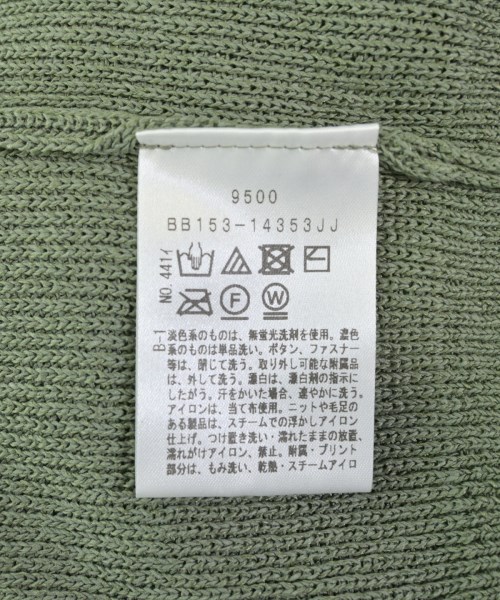 9500
BB153-14353JJ
NO.441イ
F
W
B-1
淡色系のものは、無蛍光洗剤を使用。濃色
系のものは単品洗い。ボタン、ファスナー
等は、閉じて洗う。取り外し可能な附属品
は、外して洗う。漂白は、漂白剤の指示に
したがう。汗をかいた場合、速やかに洗う。
アイロンは、当て布使用。ニットや毛足の
ある製品は、スチームでの浮かしアイロン
仕上げ。つけ置き洗い・濡れたままの放置、
濡れがけアイロン、禁止。附属・プリント
部分は、もみ洗い、乾熱・スチームアイロ